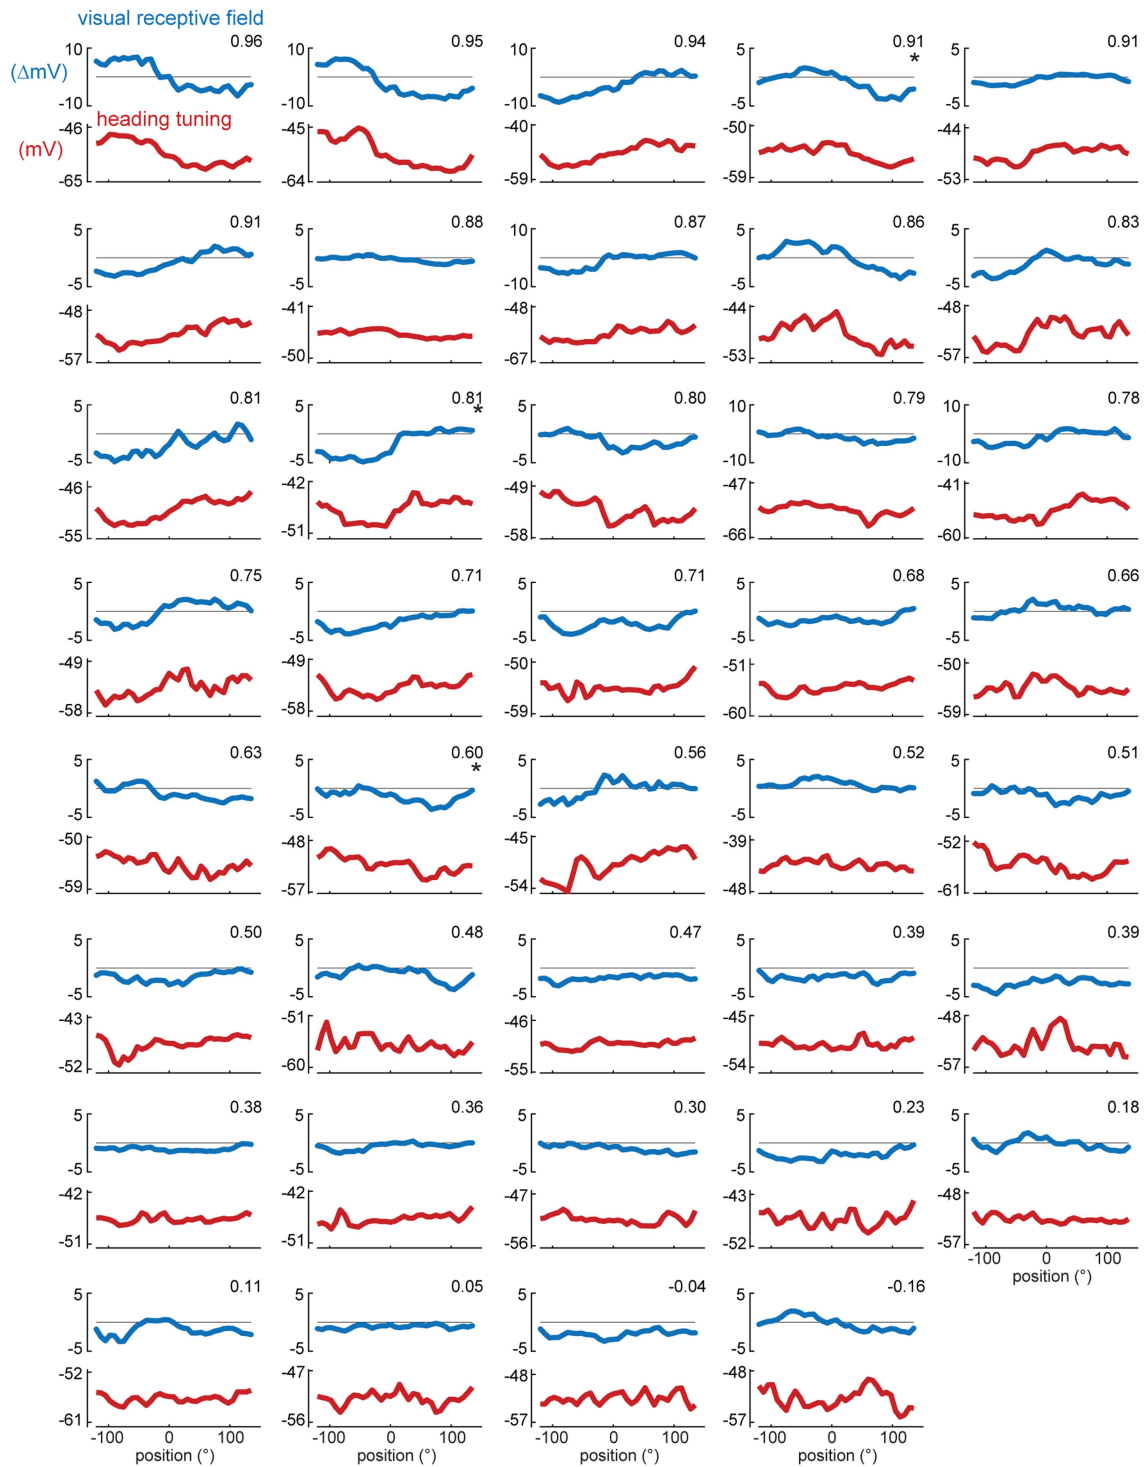 visual receptive field
(ΔmV)
heading tuning
(mV)
0.96 0.95 0.94 0.91 * 0.91
10 10 10 5 5
-10 -10 -10 -5 -5
-46 -45 -40 -50 -44
-65 -64 -59 -59 -53
0.91 0.88 0.87 0.86 0.83
5 5 10 5 5
-5 -5 -10 -5 -5
-48 -41 -48 -44 -48
-57 -50 -67 -53 -57
0.81 0.81 * 0.80 0.79 0.78
5 5 5 10 10
-5 -5 -5 -10 -10
-46 -42 -49 -47 -41
-55 -51 -58 -66 -60
0.75 0.71 0.71 0.68 0.66
5 5 5 5 5
-5 -5 -5 -5 -5
-49 -49 -50 -51 -50
-58 -58 -59 -60 -59
0.63 0.60 * 0.56 0.52 0.51
5 5 5 5 5
-5 -5 -5 -5 -5
-50 -48 -45 -39 -52
-59 -57 -54 -48 -61
0.50 0.48 0.47 0.39 0.39
5 5 5 5 5
-5 -5 -5 -5 -5
-43 -51 -46 -45 -48
-52 -60 -55 -54 -57
0.38 0.36 0.30 0.23 0.18
5 5 5 5 5
-5 -5 -5 -5 -5
-42 -42 -47 -43 -48
-51 -51 -56 -52 -57
-100 0 100
position (°)
0.11 0.05 -0.04 -0.16
5 5 5 5
-5 -5 -5 -5
-52 -47 -48 -48
-61 -56 -57 -57
-100 0 100 -100 0 100 -100 0 100 -100 0 100
position (°) position (°) position (°) position (°)